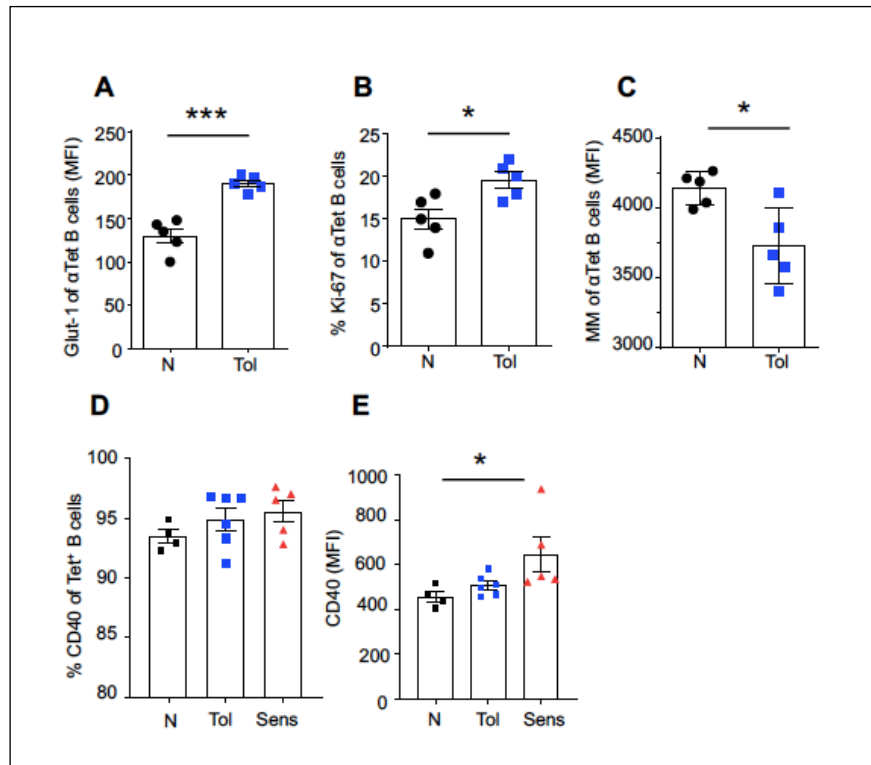 A
***
Glut-1 of αTet B cells (MFI)
250
200
150
100
50
0
N Tol
B
*
% Ki-67 of αTet B cells
25
20
15
10
5
0
N Tol
C
*
MM of αTet B cells (MFI)
4500
4000
3500
3000
N Tol
D
% CD40 of Tet⁺ B cells
100
95
90
85
80
N Tol Sens
E
*
CD40 (MFI)
1000
800
600
400
200
0
N Tol Sens